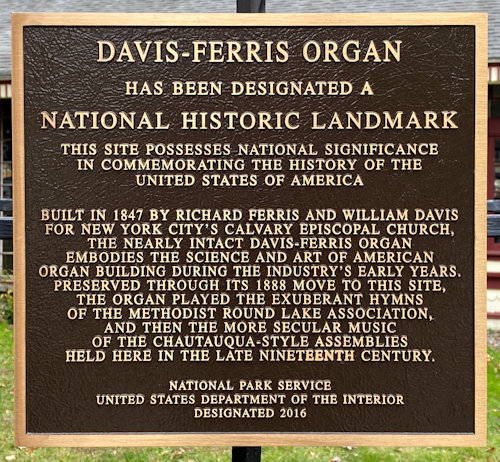 DAVIS-FERRIS ORGAN
HAS BEEN DESIGNATED A
NATIONAL HISTORIC LANDMARK
THIS SITE POSSESSES NATIONAL SIGNIFICANCE
IN COMMEMORATING THE HISTORY OF THE
UNITED STATES OF AMERICA
BUILT IN 1847 BY RICHARD FERRIS AND WILLIAM DAVIS
FOR NEW YORK CITY'S CALVARY EPISCOPAL CHURCH,
THE NEARLY INTACT DAVIS-FERRIS ORGAN
EMBODIES THE SCIENCE AND ART OF AMERICAN
ORGAN BUILDING DURING THE INDUSTRY'S EARLY YEARS.
PRESERVED THROUGH ITS 1888 MOVE TO THIS SITE,
THE ORGAN PLAYED THE EXUBERANT HYMNS
OF THE METHODIST ROUND LAKE ASSOCIATION,
AND THEN THE MORE SECULAR MUSIC
OF THE CHAUTAUQUA-STYLE ASSEMBLIES
HELD HERE IN THE LATE NINETEENTH CENTURY.
NATIONAL PARK SERVICE
UNITED STATES DEPARTMENT OF THE INTERIOR
DESIGNATED 2016